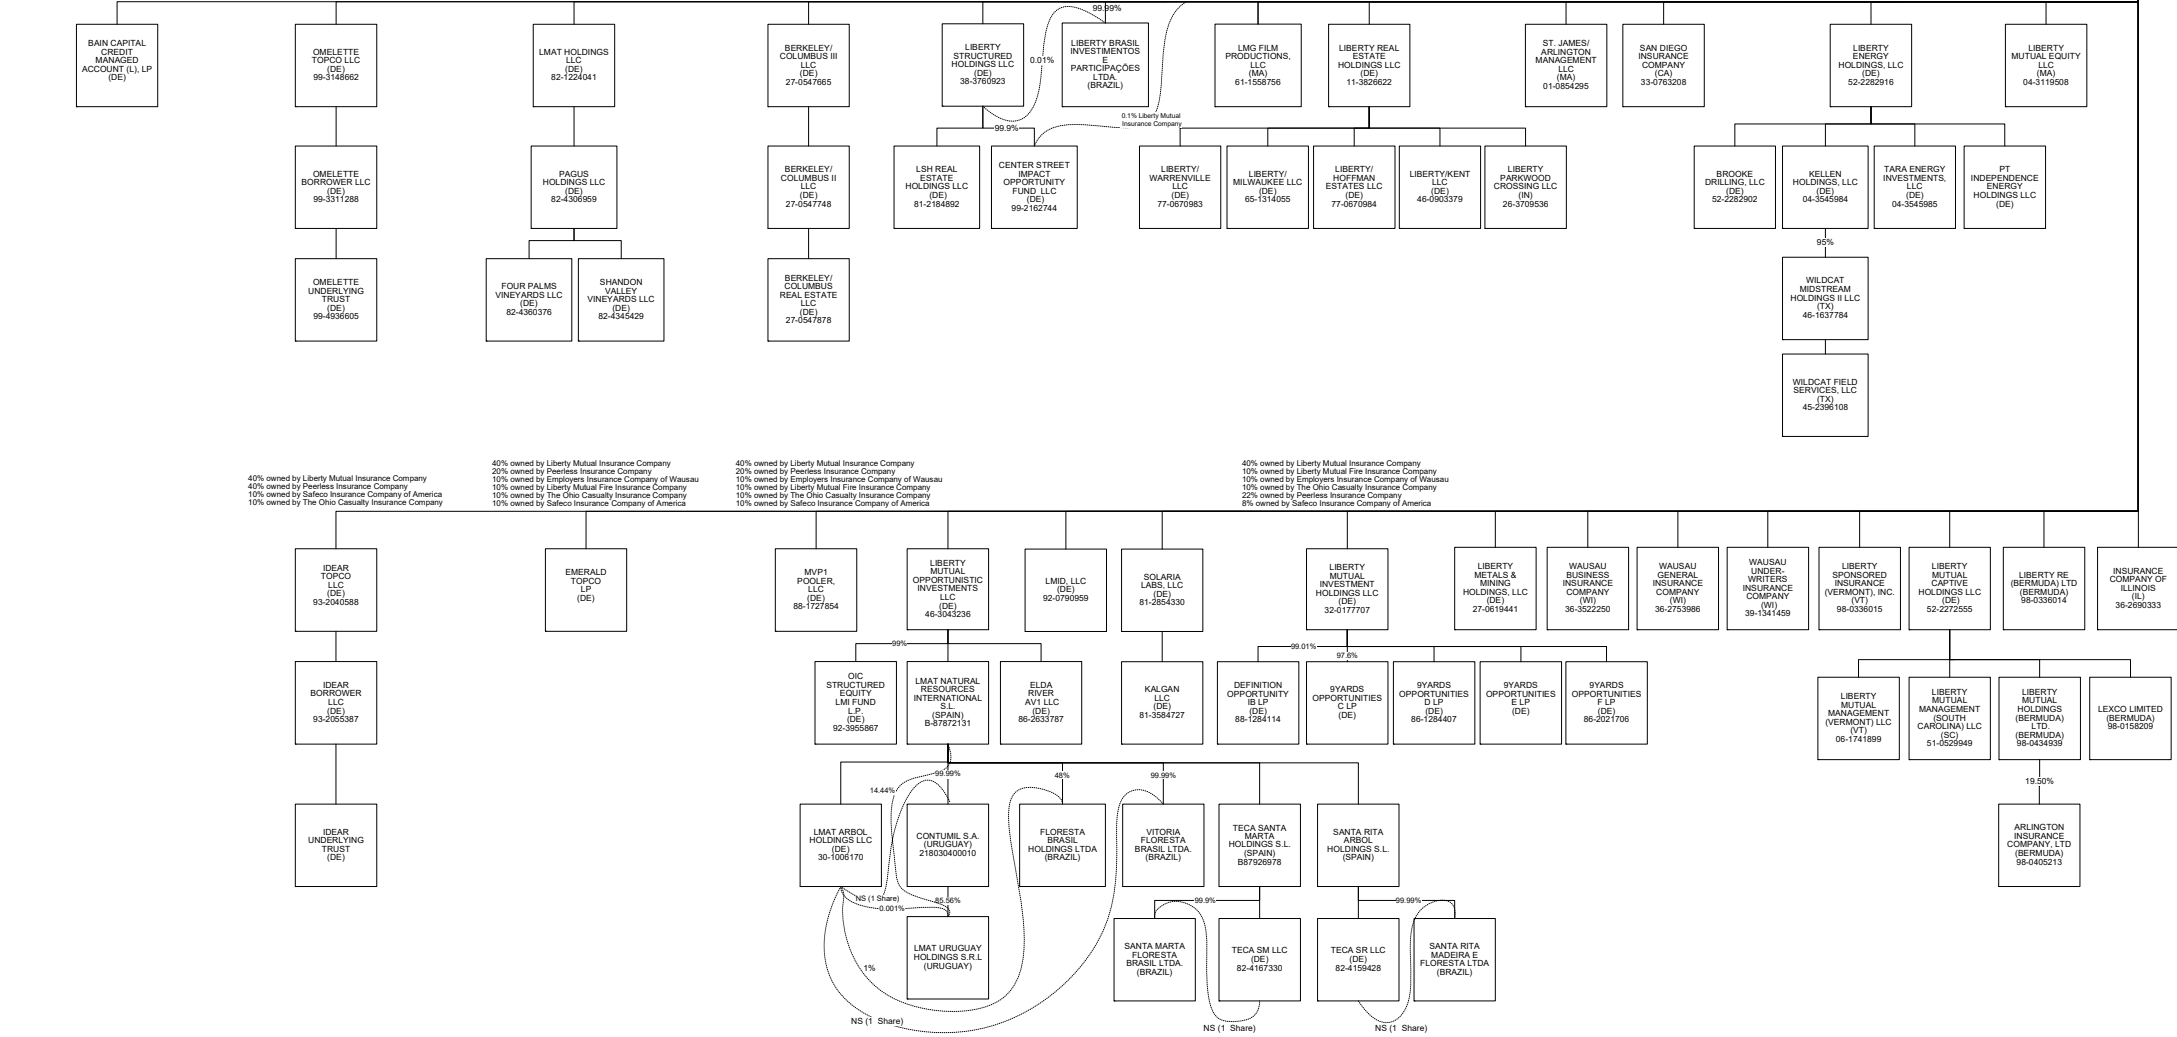 99.99%
BAIN CAPITAL
CREDIT
MANAGED
ACCOUNT (L), LP
(DE)
OMELETTE
TOPCO LLC
(DE)
99-3148662
LMAT HOLDINGS
LLC
(DE)
82-1224041
BERKELEY/
COLUMBUS III
LLC
(DE)
27-0547665
LIBERTY
STRUCTURED
HOLDINGS LLC
(DE)
38-3760923
0.01%
LIBERTY BRASIL
INVESTIMENTOS
E
PARTICIPAÇÕES
LTDA.
(BRAZIL)
LMG FILM
PRODUCTIONS,
LLC
(MA)
61-1558756
LIBERTY REAL
ESTATE
HOLDINGS LLC
(DE)
11-3826622
ST. JAMES/
ARLINGTON
MANAGEMENT
LLC
(MA)
01-0854295
SAN DIEGO
INSURANCE
COMPANY
(CA)
33-0763208
LIBERTY
ENERGY
HOLDINGS, LLC
(DE)
52-2282916
LIBERTY
MUTUAL EQUITY
LLC
(MA)
04-3119508
99.9%
0.1% Liberty Mutual
Insurance Company
OMELETTE
BORROWER LLC
(DE)
99-3311288
PAGUS
HOLDINGS LLC
(DE)
82-4306959
BERKELEY/
COLUMBUS II
LLC
(DE)
27-0547748
LSH REAL
ESTATE
HOLDINGS LLC
(DE)
81-2184892
CENTER STREET
IMPACT
OPPORTUNITY
FUND LLC
(DE)
99-2162744
LIBERTY/
WARRENVILLE
LLC
(DE)
77-0670983
LIBERTY/
MILWAUKEE LLC
(DE)
65-1314055
LIBERTY/
HOFFMAN
ESTATES LLC
(DE)
77-0670984
LIBERTY/KENT
LLC
(DE)
46-0903379
LIBERTY
PARKWOOD
CROSSING LLC
(IN)
26-3709536
BROOKE
DRILLING, LLC
(DE)
52-2282902
KELLEN
HOLDINGS, LLC
(DE)
04-3545984
TARA ENERGY
INVESTMENTS,
LLC
(DE)
04-3545985
PT
INDEPENDENCE
ENERGY
HOLDINGS LLC
(DE)
95%
OMELETTE
UNDERLYING
TRUST
(DE)
99-4936605
FOUR PALMS
VINEYARDS LLC
(DE)
82-4360376
SHANDON
VALLEY
VINEYARDS LLC
(DE)
82-4345429
BERKELEY/
COLUMBUS
REAL ESTATE
LLC
(DE)
27-0547878
WILDCAT
MIDSTREAM
HOLDINGS II LLC
(TX)
46-1637784
WILDCAT FIELD
SERVICES, LLC
(TX)
45-2396108
40% owned by Liberty Mutual Insurance Company
40% owned by Peerless Insurance Company
10% owned by Safeco Insurance Company of America
10% owned by The Ohio Casualty Insurance Company
40% owned by Liberty Mutual Insurance Company
20% owned by Peerless Insurance Company
10% owned by Employers Insurance Company of Wausau
10% owned by Liberty Mutual Fire Insurance Company
10% owned by The Ohio Casualty Insurance Company
10% owned by Safeco Insurance Company of America
40% owned by Liberty Mutual Insurance Company
20% owned by Peerless Insurance Company
10% owned by Employers Insurance Company of Wausau
10% owned by Liberty Mutual Fire Insurance Company
10% owned by The Ohio Casualty Insurance Company
10% owned by Safeco Insurance Company of America
40% owned by Liberty Mutual Insurance Company
10% owned by Liberty Mutual Fire Insurance Company
10% owned by Employers Insurance Company of Wausau
10% owned by The Ohio Casualty Insurance Company
22% owned by Peerless Insurance Company
8% owned by Safeco Insurance Company of America
IDEAR
TOPCO
LLC
(DE)
93-2040588
EMERALD
TOPCO
LP
(DE)
MVP1
POOLER,
LLC
(DE)
88-1727854
LIBERTY
MUTUAL
OPPORTUNISTIC
INVESTMENTS
LLC
(DE)
46-3043236
LMID, LLC
(DE)
92-0790959
SOLARIA
LABS, LLC
(DE)
81-2854330
LIBERTY
MUTUAL
INVESTMENT
HOLDINGS LLC
(DE)
32-0177707
LIBERTY
METALS &
MINING
HOLDINGS, LLC
(DE)
27-0619441
WAUSAU
BUSINESS
INSURANCE
COMPANY
(WI)
36-3522250
WAUSAU
GENERAL
INSURANCE
COMPANY
(WI)
36-2753986
WAUSAU
UNDER-
WRITERS
INSURANCE
COMPANY
(WI)
39-1341459
LIBERTY
SPONSORED
INSURANCE
(VERMONT), INC.
(VT)
98-0336015
LIBERTY
MUTUAL
CAPTIVE
HOLDINGS LLC
(DE)
52-2272555
LIBERTY RE
(BERMUDA) LTD
(BERMUDA)
98-0336014
INSURANCE
COMPANY OF
ILLINOIS
(IL)
36-2690333
99%
99.01%
97.6%
IDEAR
BORROWER
LLC
(DE)
93-2055387
OIC
STRUCTURED
EQUITY
LMI FUND
L.P.
(DE)
92-3955867
LMAT NATURAL
RESOURCES
INTERNATIONAL
S.L.
(SPAIN)
B-87872131
ELDA
RIVER
AV1 LLC
(DE)
86-2633787
KALGAN
LLC
(DE)
81-3584727
DEFINITION
OPPORTUNITY
IB LP
(DE)
88-1284114
9YARDS
OPPORTUNITIES
C LP
(DE)
9YARDS
OPPORTUNITIES
D LP
(DE)
86-1284407
9YARDS
OPPORTUNITIES
E LP
(DE)
9YARDS
OPPORTUNITIES
F LP
(DE)
86-2021706
LIBERTY
MUTUAL
MANAGEMENT
(VERMONT) LLC
(VT)
06-1741899
LIBERTY
MUTUAL
MANAGEMENT
(SOUTH
CAROLINA) LLC
(SC)
51-0529949
LIBERTY
MUTUAL
HOLDINGS
(BERMUDA)
LTD.
(BERMUDA)
98-0434939
LEXCO LIMITED
(BERMUDA)
98-0158209
99.99%
14.44%
48%
99.99%
19.50%
IDEAR
UNDERLYING
TRUST
(DE)
LMAT ARBOL
HOLDINGS LLC
(DE)
30-1006170
CONTUMIL S.A.
(URUGUAY)
218030400010
FLORESTA
BRASIL
HOLDINGS LTDA
(BRAZIL)
VITORIA
FLORESTA
BRASIL LTDA.
(BRAZIL)
TECA SANTA
MARTA
HOLDINGS S.L.
(SPAIN)
B87926978
SANTA RITA
ARBOL
HOLDINGS S.L.
(SPAIN)
ARLINGTON
INSURANCE
COMPANY, LTD
(BERMUDA)
98-0405213
NS (1 Share)
0.001%
85.56%
99.9%
99.99%
LMAT URUGUAY
HOLDINGS S.R.L
(URUGUAY)
SANTA MARTA
FLORESTA
BRASIL LTDA.
(BRAZIL)
TECA SM LLC
(DE)
82-4167330
TECA SR LLC
(DE)
82-4159428
SANTA RITA
MADEIRA E
FLORESTA LTDA
(BRAZIL)
1%
NS (1 Share)
NS (1 Share)
NS (1 Share)